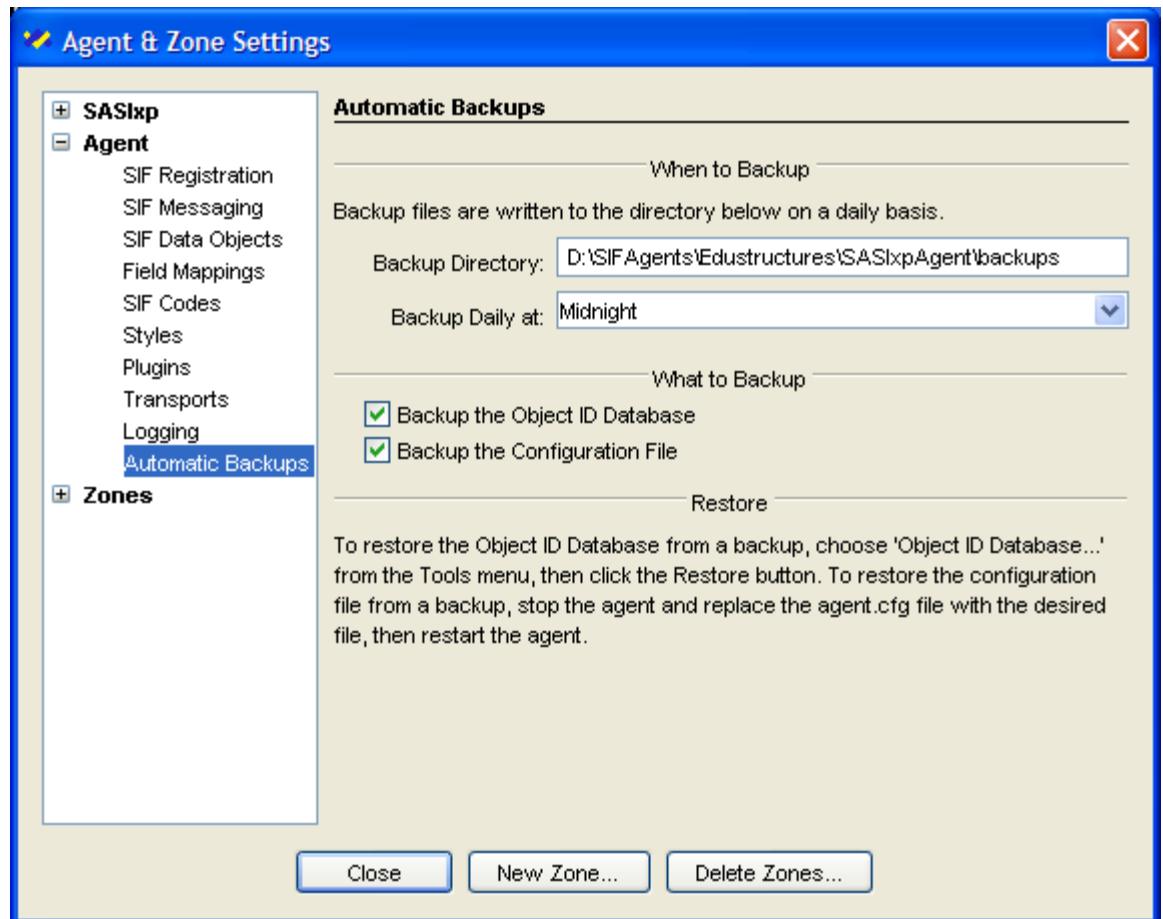 Agent & Zone Settings
SASIxp
Agent
SIF Registration
SIF Messaging
SIF Data Objects
Field Mappings
SIF Codes
Styles
Plugins
Transports
Logging
Automatic Backups
Zones
Automatic Backups
When to Backup
Backup files are written to the directory below on a daily basis.
Backup Directory: D:\SIFAgents\Edustructures\SASIxpAgent\backups
Backup Daily at: Midnight
What to Backup
Backup the Object ID Database
Backup the Configuration File
Restore
To restore the Object ID Database from a backup, choose 'Object ID Database...'
from the Tools menu, then click the Restore button. To restore the configuration
file from a backup, stop the agent and replace the agent.cfg file with the desired
file, then restart the agent.
Close New Zone... Delete Zones...